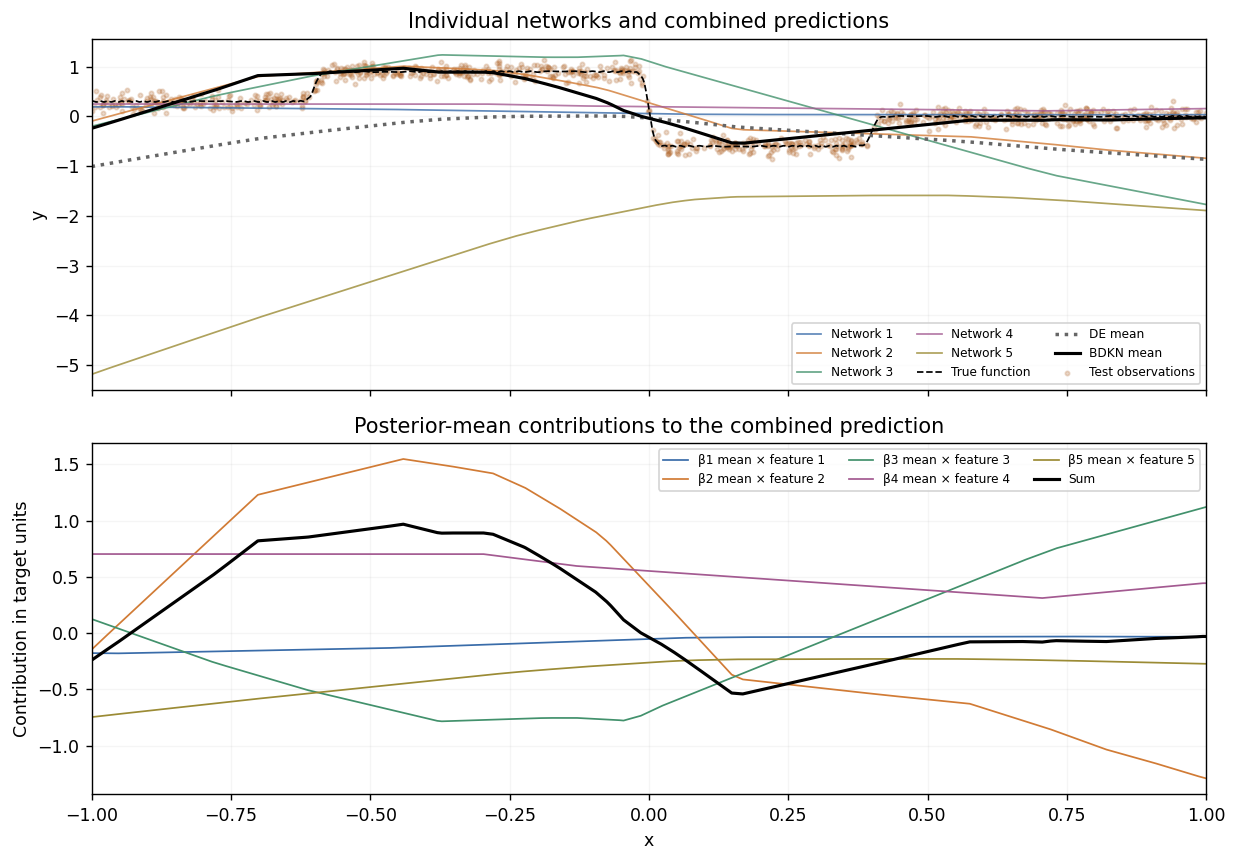 Individual networks and combined predictions
1
0
−1
−2
−3
−4
−5
y
Network 1
Network 2
Network 3
Network 4
Network 5
True function
DE mean
BDKN mean
Test observations
Posterior-mean contributions to the combined prediction
1.5
1.0
0.5
0.0
−0.5
−1.0
Contribution in target units
β1 mean × feature 1
β2 mean × feature 2
β3 mean × feature 3
β4 mean × feature 4
β5 mean × feature 5
Sum
−1.00
−0.75
−0.50
−0.25
0.00
0.25
0.50
0.75
1.00
x